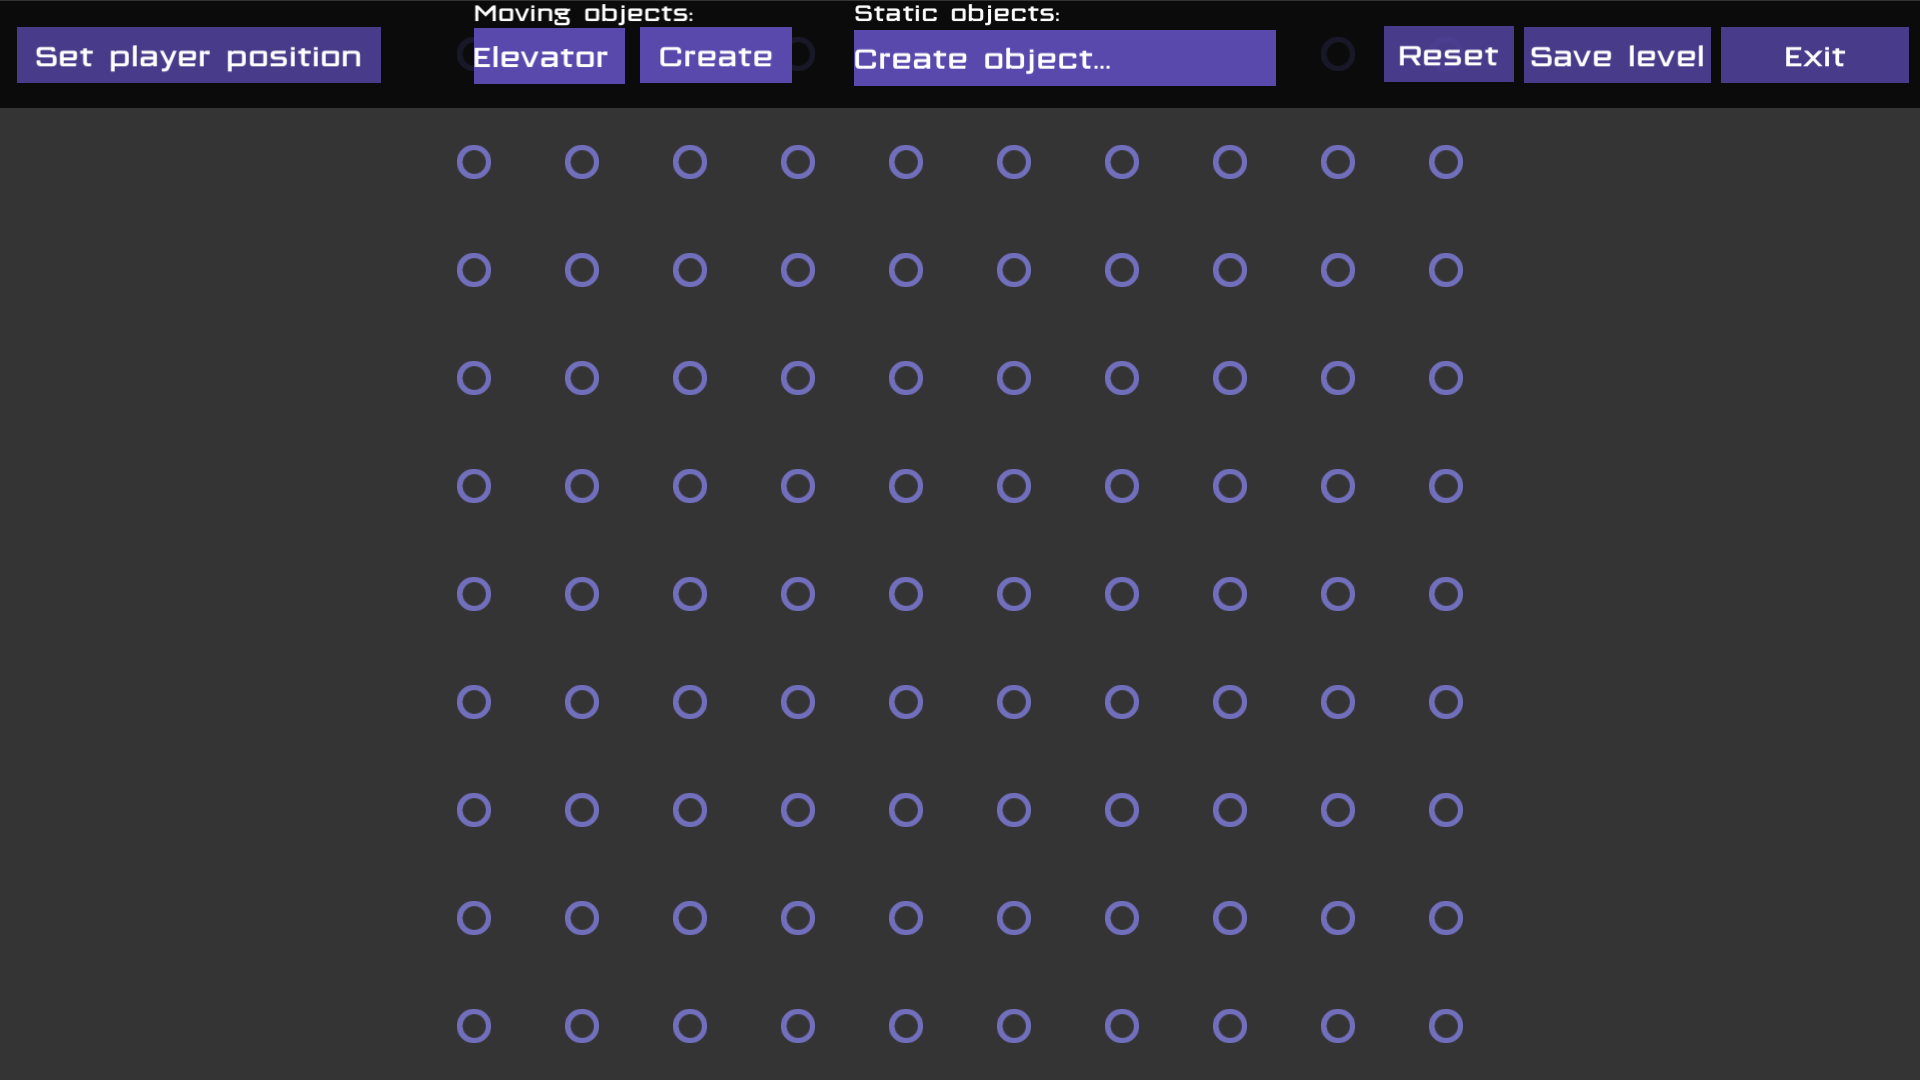 Moving objects:
Static objects:
Set player position
Elevator
Create
Create object...
Reset
Save level
Exit